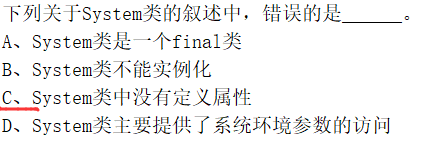 下列关于System类的叙述中，错误的是______。
A、System类是一个final类
B、System类不能实例化
C、System类中没有定义属性
D、System类主要提供了系统环境参数的访问